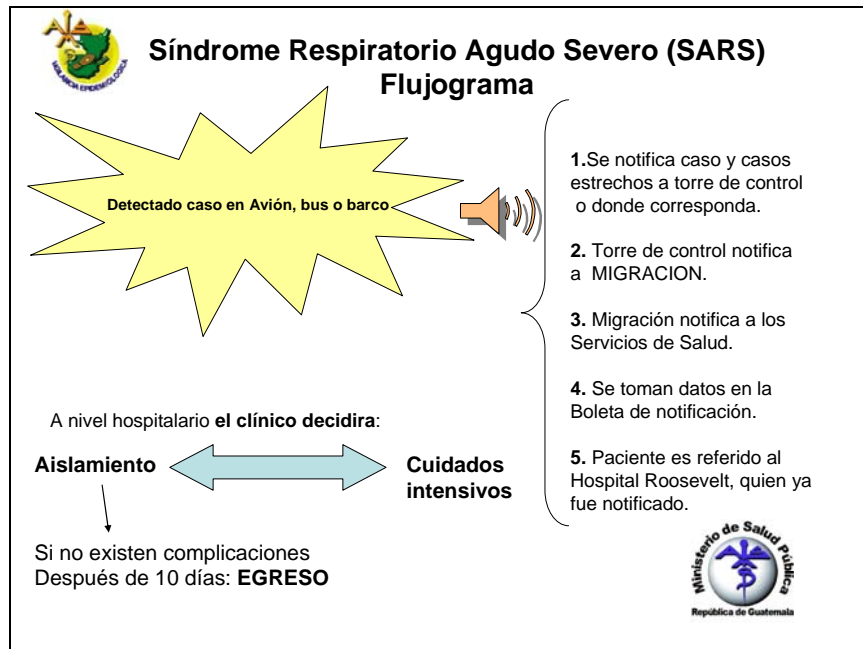 Síndrome Respiratorio Agudo Severo (SARS)
Flujograma
VIGILANCIA EPIDEMIOLOGICA
Detectado caso en Avión, bus o barco
1.Se notifica caso y casos
estrechos a torre de control
o donde corresponda.
2. Torre de control notifica
a MIGRACION.
3. Migración notifica a los
Servicios de Salud.
4. Se toman datos en la
Boleta de notificación.
5. Paciente es referido al
Hospital Roosevelt, quien ya
fue notificado.
A nivel hospitalario el clínico decidira:
Aislamiento
Cuidados
intensivos
Si no existen complicaciones
Después de 10 días: EGRESO
Ministerio de Salud Pública
República de Guatemala